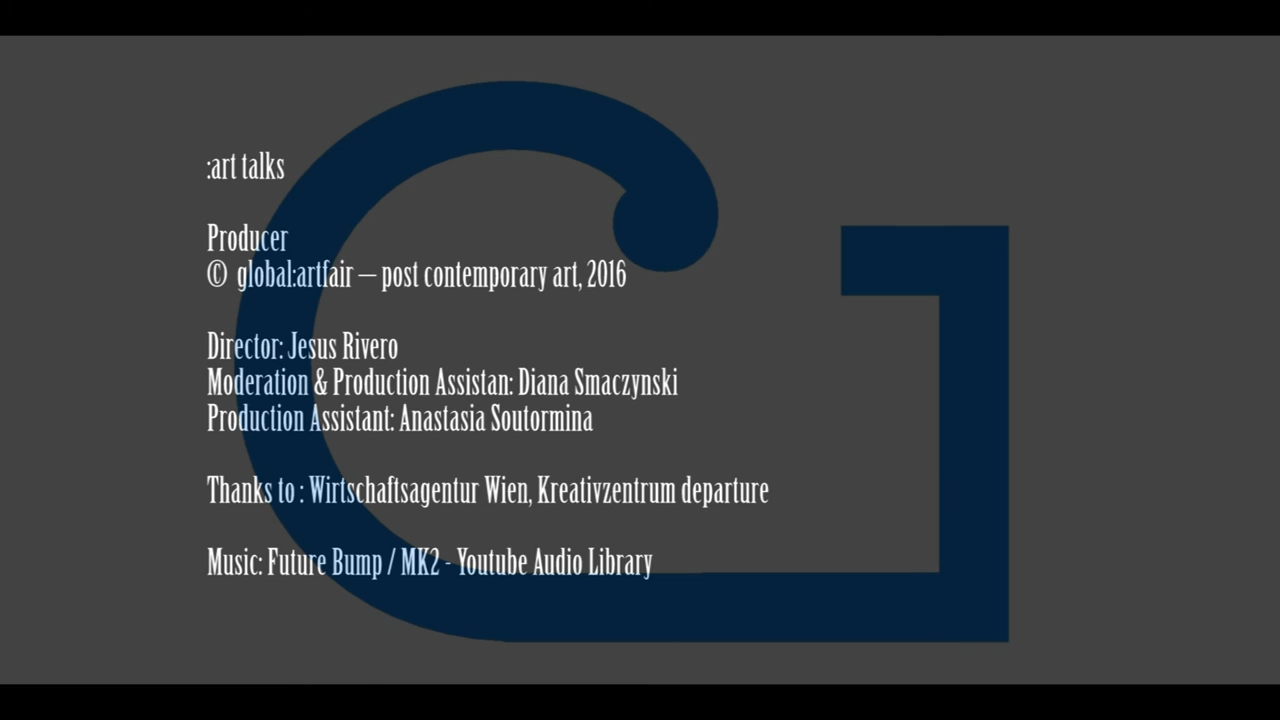 :art talks
Producer
© global:artfair – post contemporary art, 2016
Director: Jesus Rivero
Moderation & Production Assistan: Diana Smaczynski
Production Assistant: Anastasia Soutormina
Thanks to : Wirtschaftsagentur Wien, Kreativzentrum departure
Music: Future Bump / MK2 - Youtube Audio Library